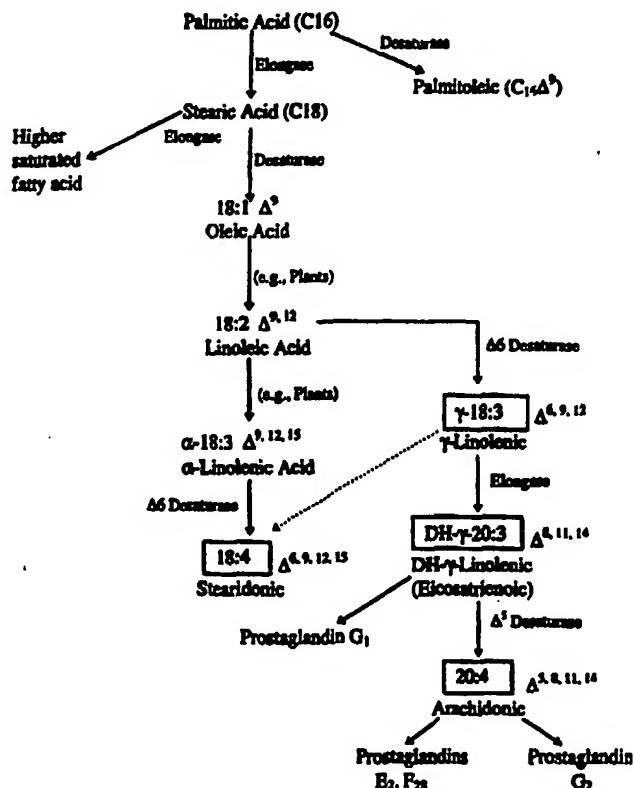 Palmitic Acid (C16)
Desaturase
Elongase
Palmitoleic (C₁₄Δ⁹)
Stearic Acid (C18)
Elongase
Higher
saturated
fatty acid
Desaturase
18:1 Δ⁹
Oleic Acid
(e.g., Plants)
18:2 Δ⁹, ¹²
Linoleic Acid
Δ6 Desaturase
(e.g., Plants)
γ-18:3 Δ⁶, ⁹, ¹²
γ-Linolenic
α-18:3 Δ⁹, ¹², ¹⁵
α-Linolenic Acid
Elongase
Δ6 Desaturase
DH-γ-20:3 Δ⁸, ¹¹, ¹⁴
DH-γ-Linolenic
(Eicosatrienoic)
18:4 Δ⁶, ⁹, ¹², ¹⁵
Stearidonic
Δ⁵ Desaturase
Prostaglandin G₁
20:4 Δ⁵, ⁸, ¹¹, ¹⁴
Arachidonic
Prostaglandins
Prostaglandin
G₂